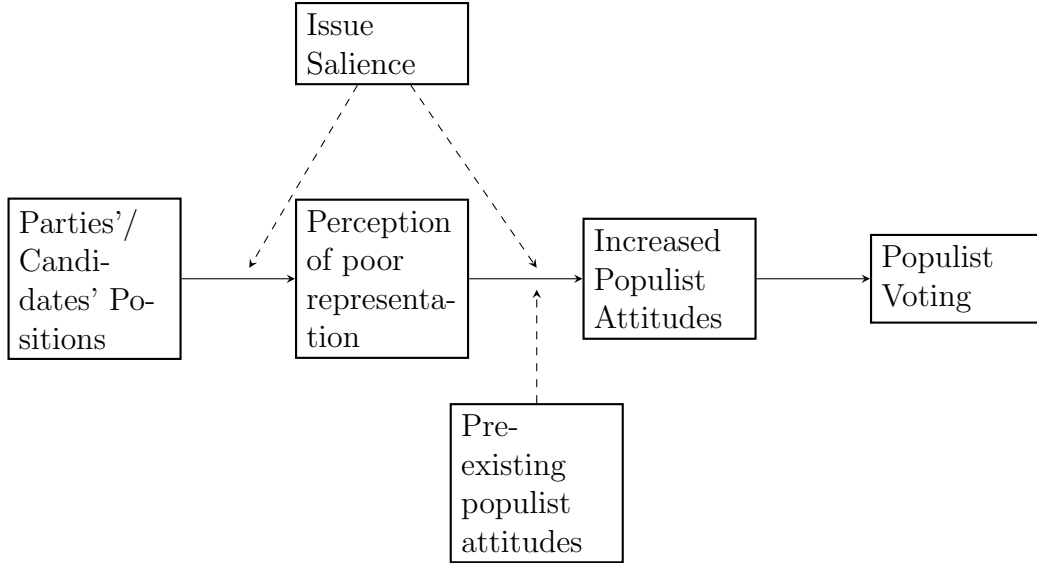 Issue
Salience
Parties'/
Candi-
dates' Po-
sitions
Perception
of poor
representa-
tion
Increased
Populist
Attitudes
Populist
Voting
Pre-
existing
populist
attitudes